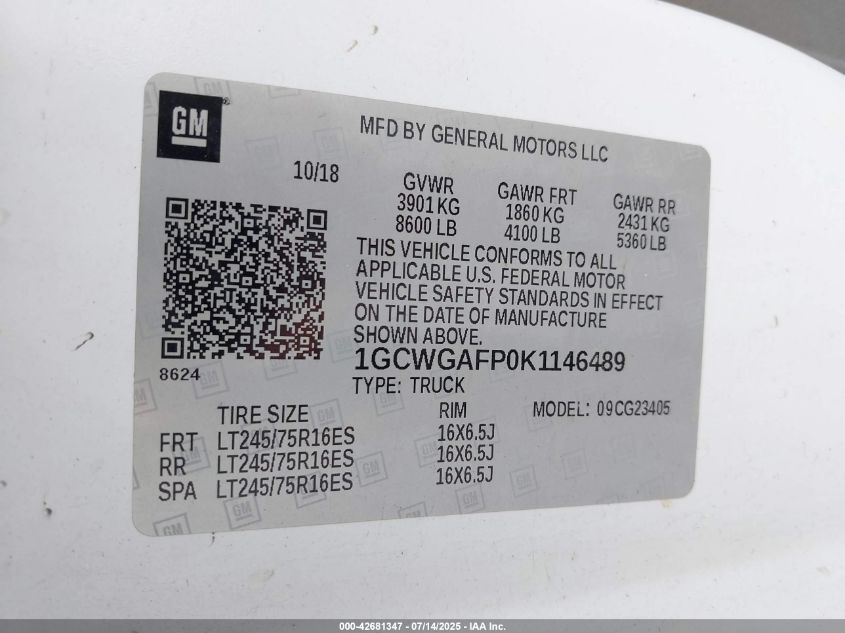 GM
MFD BY GENERAL MOTORS LLC
10/18
GVWR GAWR FRT GAWR RR
3901 KG 1860 KG 2431 KG
8600 LB 4100 LB 5360 LB
THIS VEHICLE CONFORMS TO ALL
APPLICABLE U.S. FEDERAL MOTOR
VEHICLE SAFETY STANDARDS IN EFFECT
ON THE DATE OF MANUFACTURE
SHOWN ABOVE.
8624
1GCWGAFP0K1146489
TYPE: TRUCK
TIRE SIZE RIM MODEL: 09CG23405
FRT LT245/75R16ES 16X6.5J
RR LT245/75R16ES 16X6.5J
SPA LT245/75R16ES 16X6.5J
000-42681347 - 07/14/2025 - IAA Inc.